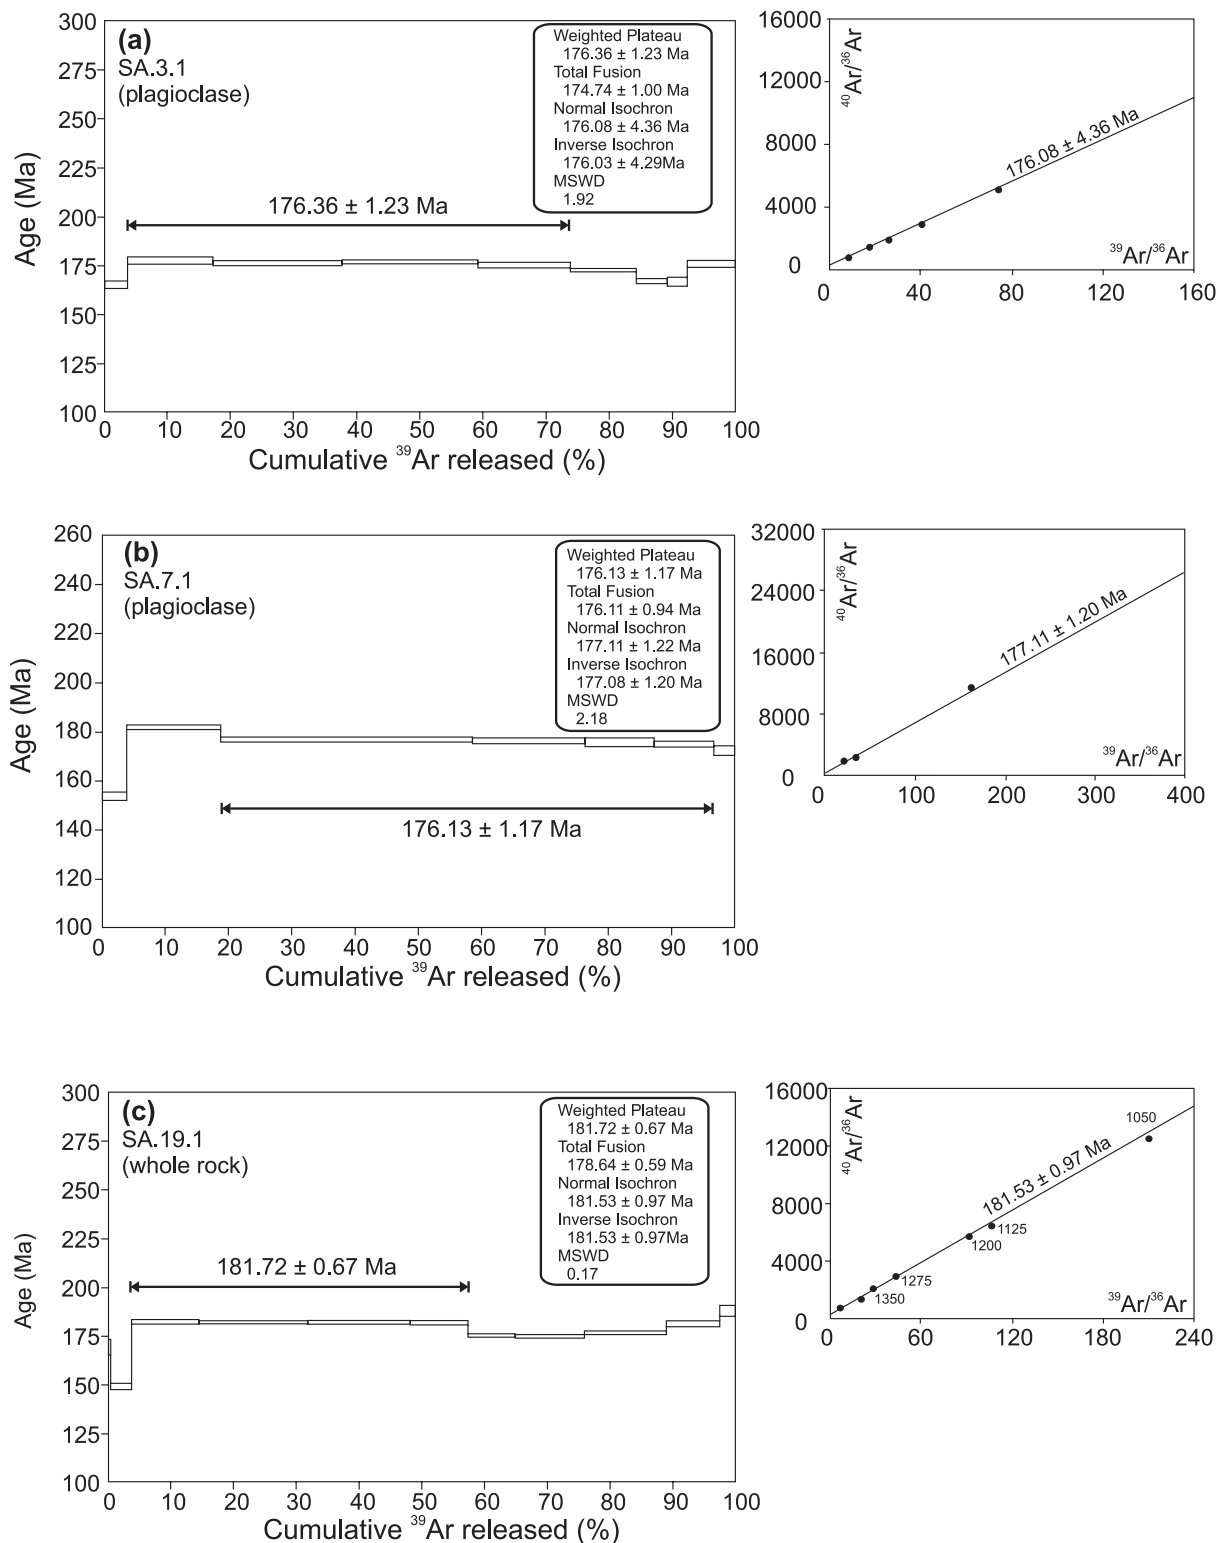 (a)
SA.3.1
(plagioclase)
Weighted Plateau
176.36 ± 1.23 Ma
Total Fusion
174.74 ± 1.00 Ma
Normal Isochron
176.08 ± 4.36 Ma
Inverse Isochron
176.03 ± 4.29Ma
MSWD
1.92
176.36 ± 1.23 Ma
Age (Ma)
300
275
250
225
200
175
150
125
100
0 10 20 30 40 50 60 70 80 90 100
Cumulative ³⁹Ar released (%)
⁴⁰Ar/³⁶Ar
16000
12000
8000
4000
0
176.08 ± 4.36 Ma
³⁹Ar/³⁶Ar
0 40 80 120 160
(b)
SA.7.1
(plagioclase)
Weighted Plateau
176.13 ± 1.17 Ma
Total Fusion
176.11 ± 0.94 Ma
Normal Isochron
177.11 ± 1.22 Ma
Inverse Isochron
177.08 ± 1.20 Ma
MSWD
2.18
176.13 ± 1.17 Ma
Age (Ma)
260
240
220
200
180
160
140
120
100
0 10 20 30 40 50 60 70 80 90 100
Cumulative ³⁹Ar released (%)
⁴⁰Ar/³⁶Ar
32000
24000
16000
8000
0
177.11 ± 1.20 Ma
³⁹Ar/³⁶Ar
0 100 200 300 400
(c)
SA.19.1
(whole rock)
Weighted Plateau
181.72 ± 0.67 Ma
Total Fusion
178.64 ± 0.59 Ma
Normal Isochron
181.53 ± 0.97 Ma
Inverse Isochron
181.53 ± 0.97Ma
MSWD
0.17
181.72 ± 0.67 Ma
Age (Ma)
300
275
250
225
200
175
150
125
100
0 10 20 30 40 50 60 70 80 90 100
Cumulative ³⁹Ar released (%)
⁴⁰Ar/³⁶Ar
16000
12000
8000
4000
0
181.53 ± 0.97 Ma
1050
1125
1200
1275
1350
³⁹Ar/³⁶Ar
0 60 120 180 240